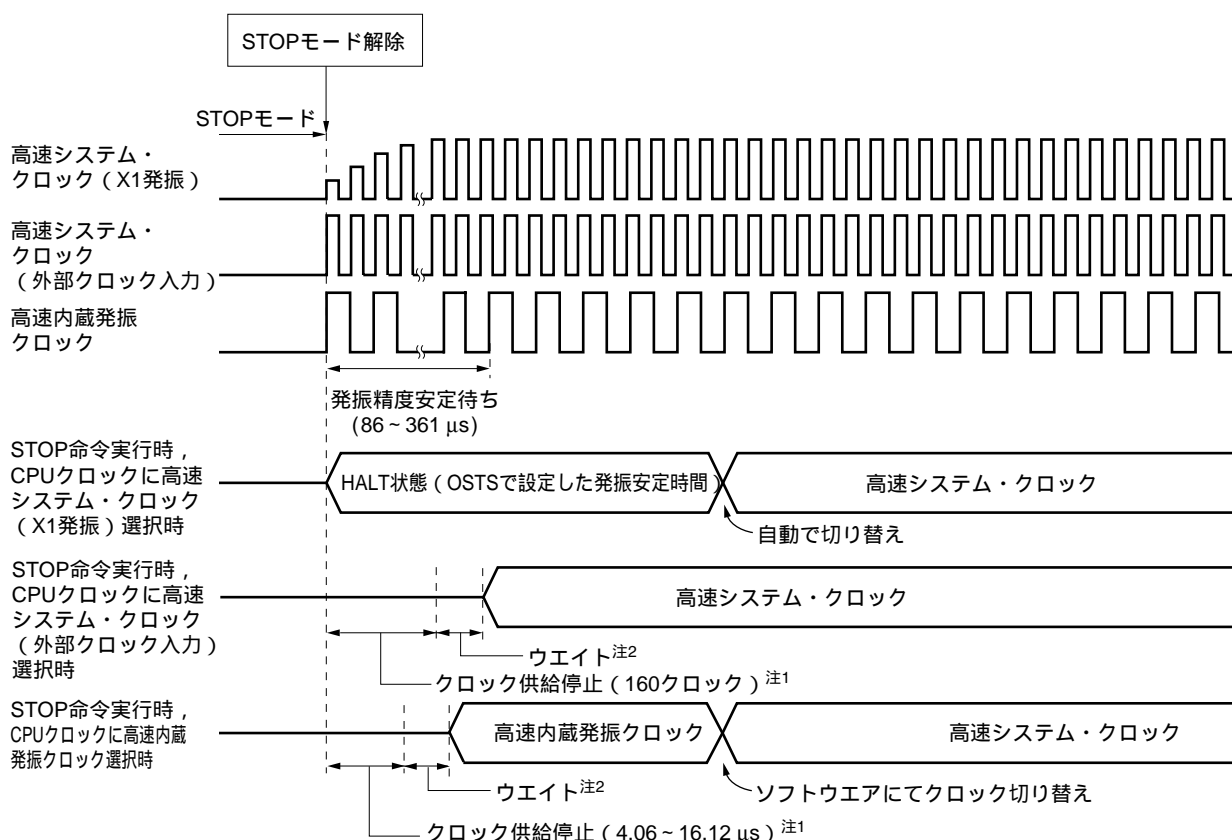 STOPモード解除
STOPモード
高速システム・
クロック（X1発振）
高速システム・
クロック
（外部クロック入力）
高速内蔵発振
クロック
発振精度安定待ち
(86～361 μs)
STOP命令実行時，
CPUクロックに高速
システム・クロック
（X1発振）選択時
HALT状態（OSTSで設定した発振安定時間）
高速システム・クロック
自動で切り替え
STOP命令実行時，
CPUクロックに高速
システム・クロック
（外部クロック入力）
選択時
高速システム・クロック
ウエイト注2
クロック供給停止（160クロック）注1
STOP命令実行時，
CPUクロックに高速内蔵
発振クロック選択時
高速内蔵発振クロック
高速システム・クロック
ウエイト注2
ソフトウエアにてクロック切り替え
クロック供給停止（4.06～16.12 μs）注1